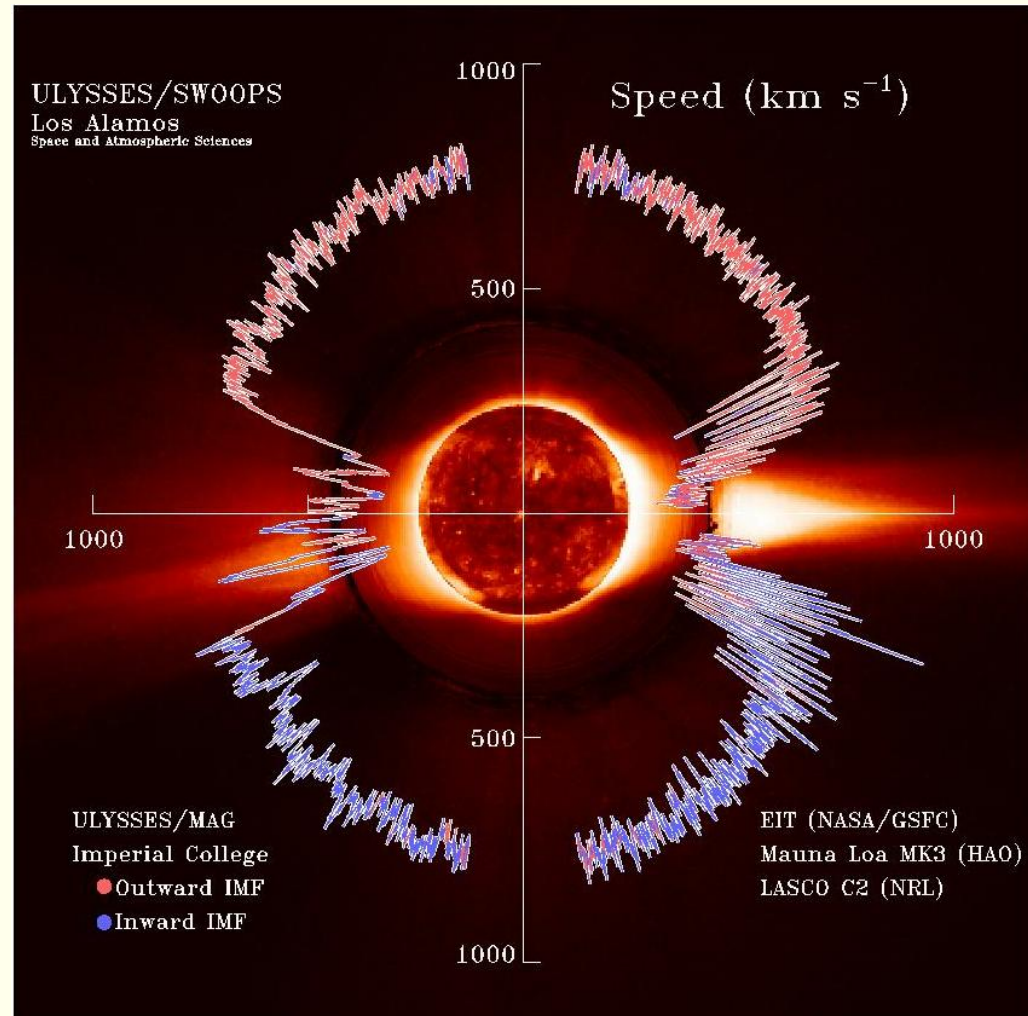 1000
ULYSSES/SWOOPS
Speed (km s⁻¹)
Los Alamos
Space and Atmospheric Sciences
500
1000
1000
500
ULYSSES/MAG
EIT (NASA/GSFC)
Imperial College
Mauna Loa MK3 (HAO)
Outward IMF
LASCO C2 (NRL)
Inward IMF
1000